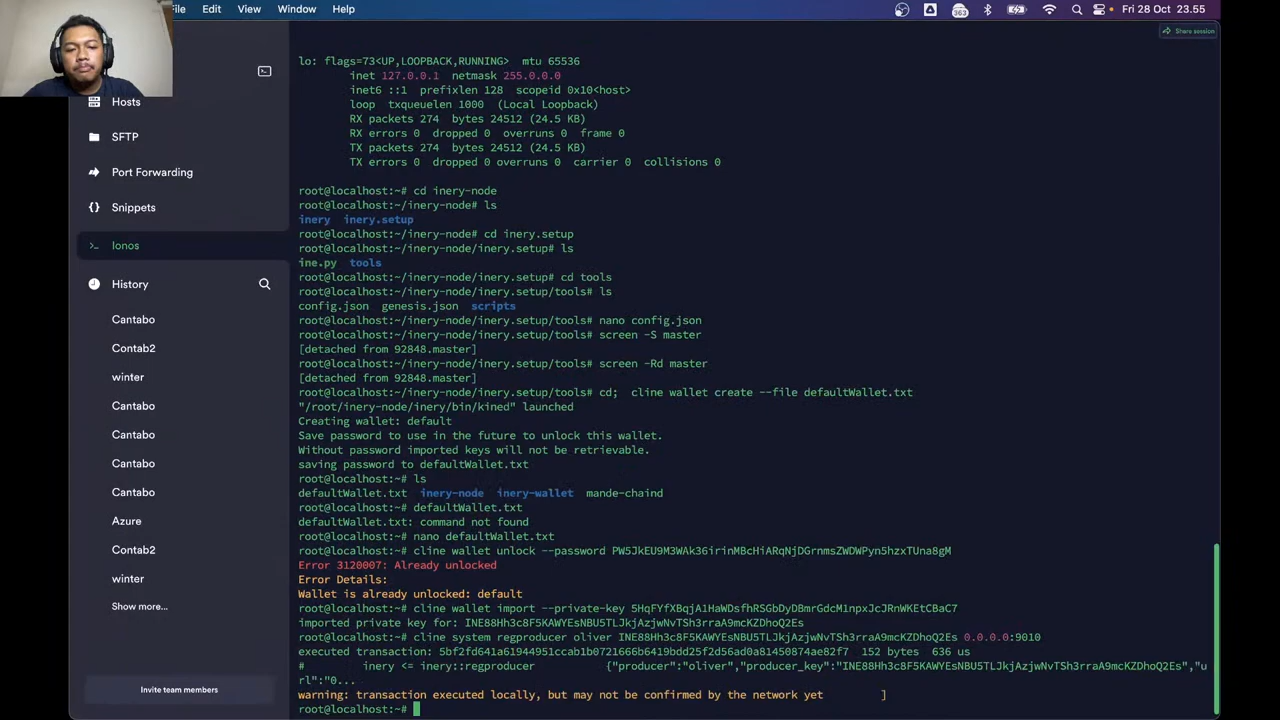 File Edit View Window Help
363 Fri 28 Oct 23.55
Share session
Hosts
SFTP
Port Forwarding
Snippets
Ionos
History
Cantabo
Contab2
winter
Cantabo
Cantabo
Cantabo
Cantabo
Azure
Contab2
winter
Show more...
Invite team members
lo: flags=73<UP,LOOPBACK,RUNNING> mtu 65536
inet 127.0.0.1 netmask 255.0.0.0
inet6 ::1 prefixlen 128 scopeid 0x10<host>
loop txqueuelen 1000 (Local Loopback)
RX packets 274 bytes 24512 (24.5 KB)
RX errors 0 dropped 0 overruns 0 frame 0
TX packets 274 bytes 24512 (24.5 KB)
TX errors 0 dropped 0 overruns 0 carrier 0 collisions 0
root@localhost:~# cd inery-node
root@localhost:~/inery-node# ls
inery inery.setup
root@localhost:~/inery-node# cd inery.setup
root@localhost:~/inery-node/inery.setup# ls
ine.py tools
root@localhost:~/inery-node/inery.setup# cd tools
root@localhost:~/inery-node/inery.setup/tools# ls
config.json genesis.json scripts
root@localhost:~/inery-node/inery.setup/tools# nano config.json
root@localhost:~/inery-node/inery.setup/tools# screen -S master
[detached from 92848.master]
root@localhost:~/inery-node/inery.setup/tools# screen -Rd master
[detached from 92848.master]
root@localhost:~/inery-node/inery.setup/tools# cd; cline wallet create --file defaultWallet.txt
"/root/inery-node/inery/bin/kined" launched
Creating wallet: default
Save password to use in the future to unlock this wallet.
Without password imported keys will not be retrievable.
saving password to defaultWallet.txt
root@localhost:~# ls
defaultWallet.txt inery-node inery-wallet mande-chaind
root@localhost:~# defaultWallet.txt
defaultWallet.txt: command not found
root@localhost:~# nano defaultWallet.txt
root@localhost:~# cline wallet unlock --password PW5JkEU9M3WAk36irinMBcHiARqNjDGrnmsZWDWPyn5hzxTUna8gM
Error 3120007: Already unlocked
Error Details:
Wallet is already unlocked: default
root@localhost:~# cline wallet import --private-key 5HqFYfXBqjA1HaWDsfhRSGbDyDBmrGdcM1npxJcJRnWKEtCBaC7
imported private key for: INE88Hh3c8F5KAWYEsNBU5TLJkjAzjwNvTSh3rraA9mcKZDhoQ2Es
root@localhost:~# cline system regproducer oliver INE88Hh3c8F5KAWYEsNBU5TLJkjAzjwNvTSh3rraA9mcKZDhoQ2Es 0.0.0.0:9010
executed transaction: 5bf2fd641a61944951ccab1b0721666b6419bdd25f2d56ad0a81450874ae82f7 152 bytes 636 us
# inery <= inery::regproducer {"producer":"oliver","producer_key":"INE88Hh3c8F5KAWYEsNBU5TLJkjAzjwNvTSh3rraA9mcKZDhoQ2Es","u
rl":"0...
warning: transaction executed locally, but may not be confirmed by the network yet ]
root@localhost:~#